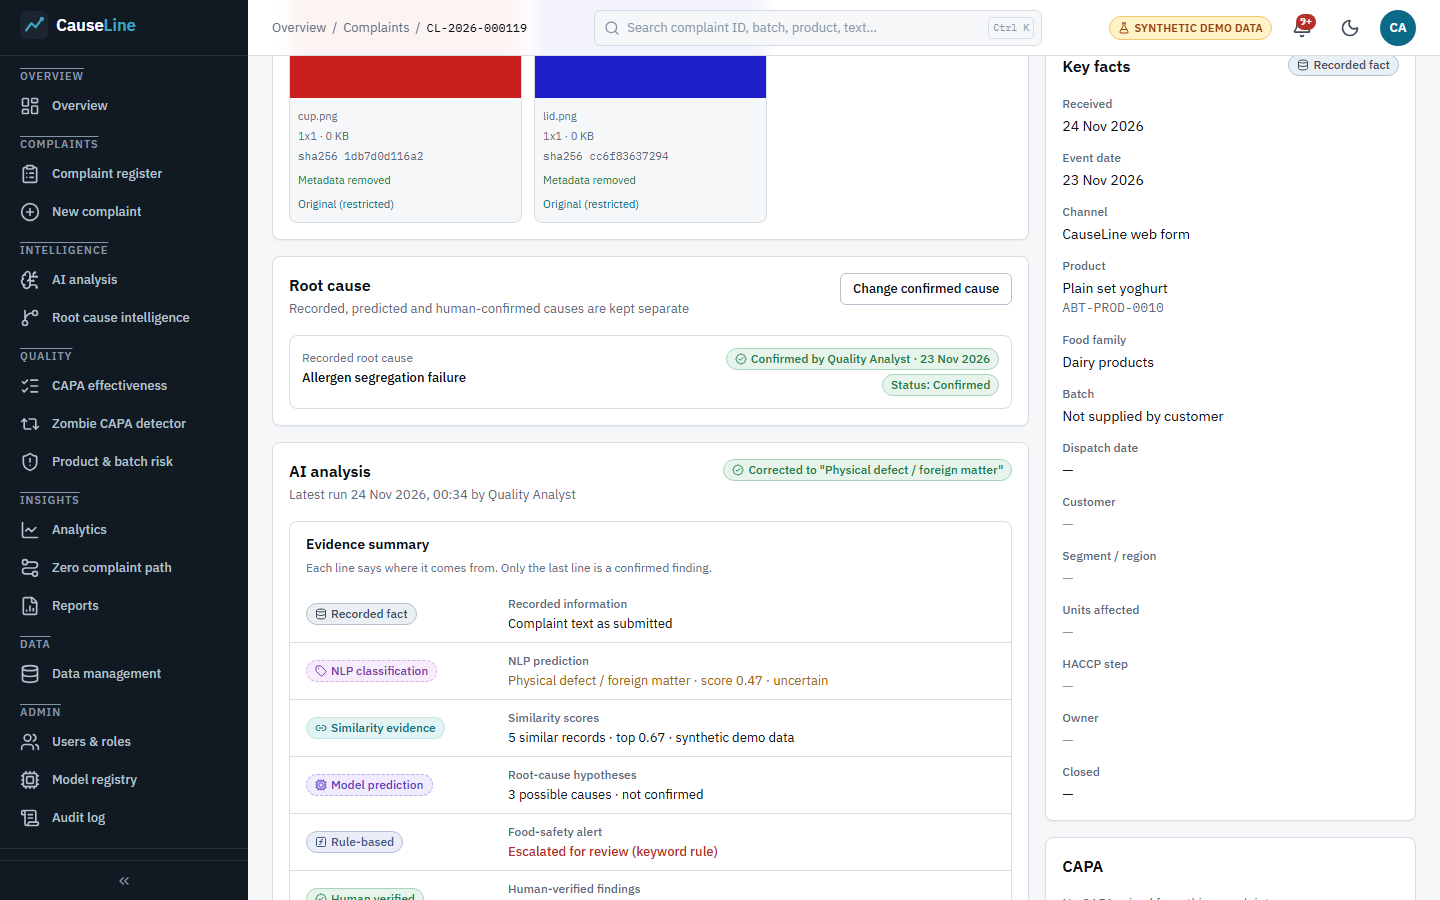 CauseLine
OVERVIEW
Overview
COMPLAINTS
Complaint register
New complaint
INTELLIGENCE
AI analysis
Root cause intelligence
QUALITY
CAPA effectiveness
Zombie CAPA detector
Product & batch risk
INSIGHTS
Analytics
Zero complaint path
Reports
DATA
Data management
ADMIN
Users & roles
Model registry
Audit log
Overview / Complaints / CL-2026-000119
Search complaint ID, batch, product, text...
Ctrl K
SYNTHETIC DEMO DATA
9+
CA
cup.png
1x1 · 0 KB
sha256 1db7d0d116a2
Metadata removed
Original (restricted)
lid.png
1x1 · 0 KB
sha256 cc6f83637294
Metadata removed
Original (restricted)
Root cause
Recorded, predicted and human-confirmed causes are kept separate
Change confirmed cause
Recorded root cause
Allergen segregation failure
Confirmed by Quality Analyst · 23 Nov 2026
Status: Confirmed
AI analysis
Latest run 24 Nov 2026, 00:34 by Quality Analyst
Corrected to "Physical defect / foreign matter"
Evidence summary
Each line says where it comes from. Only the last line is a confirmed finding.
Recorded fact
Recorded information
Complaint text as submitted
NLP classification
NLP prediction
Physical defect / foreign matter · score 0.47 · uncertain
Similarity evidence
Similarity scores
5 similar records · top 0.67 · synthetic demo data
Model prediction
Root-cause hypotheses
3 possible causes · not confirmed
Rule-based
Food-safety alert
Escalated for review (keyword rule)
Human verified
Human-verified findings
Key facts
Recorded fact
Received
24 Nov 2026
Event date
23 Nov 2026
Channel
CauseLine web form
Product
Plain set yoghurt
ABT-PROD-0010
Food family
Dairy products
Batch
Not supplied by customer
Dispatch date
—
Customer
—
Segment / region
—
Units affected
—
HACCP step
—
Owner
—
Closed
—
CAPA